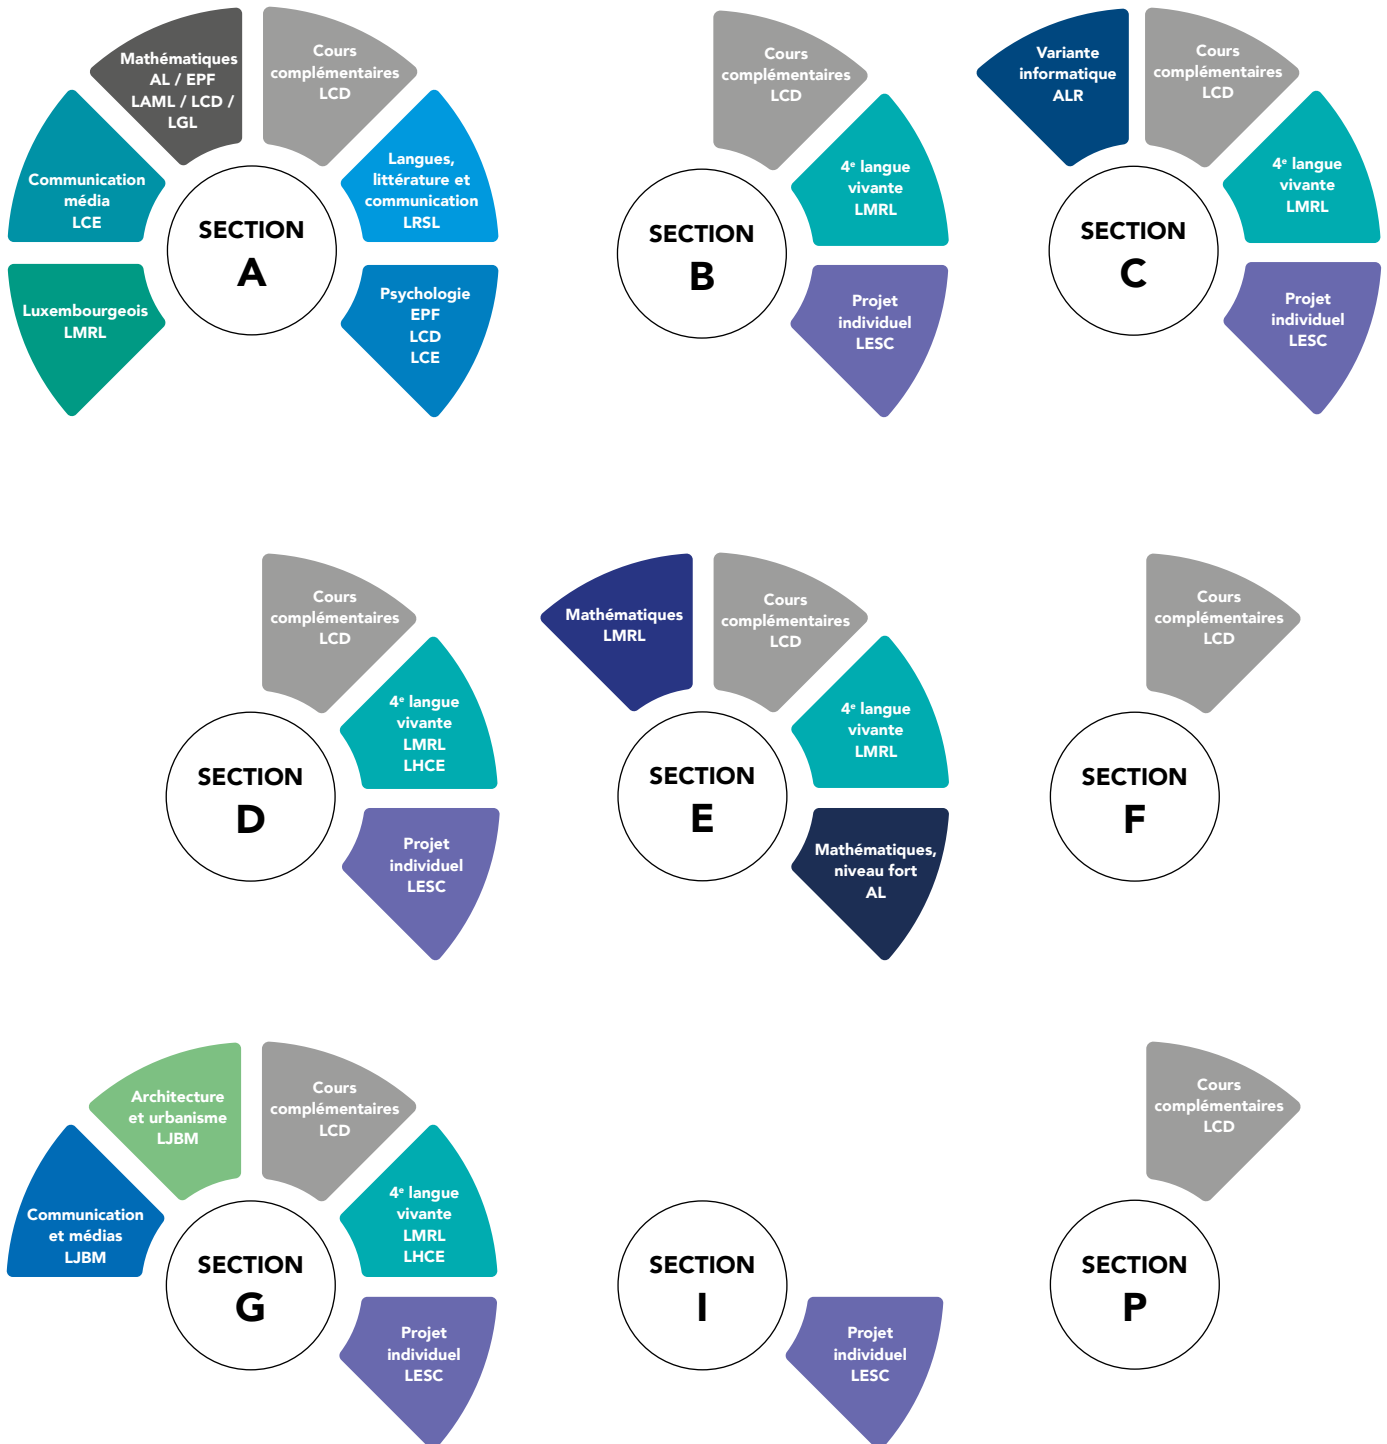 Mathématiques
AL / EPF
LAML / LCD /
LGL
Cours
complémentaires
LCD
Communication
média
LCE
Langues,
littérature et
communication
LRSL
Luxembourgeois
LMRL
Psychologie
EPF
LCD
LCE
SECTION
A
Cours
complémentaires
LCD
4e langue
vivante
LMRL
Projet
individuel
LESC
SECTION
B
Variante
informatique
ALR
Cours
complémentaires
LCD
4e langue
vivante
LMRL
Projet
individuel
LESC
SECTION
C
Cours
complémentaires
LCD
4e langue
vivante
LMRL
LHCE
Projet
individuel
LESC
SECTION
D
Mathématiques
LMRL
Cours
complémentaires
LCD
4e langue
vivante
LMRL
Mathématiques,
niveau fort
AL
SECTION
E
Cours
complémentaires
LCD
SECTION
F
Architecture
et urbanisme
LJBM
Cours
complémentaires
LCD
Communication
et médias
LJBM
4e langue
vivante
LMRL
LHCE
Projet
individuel
LESC
SECTION
G
SECTION
I
Projet
individuel
LESC
Cours
complémentaires
LCD
SECTION
P